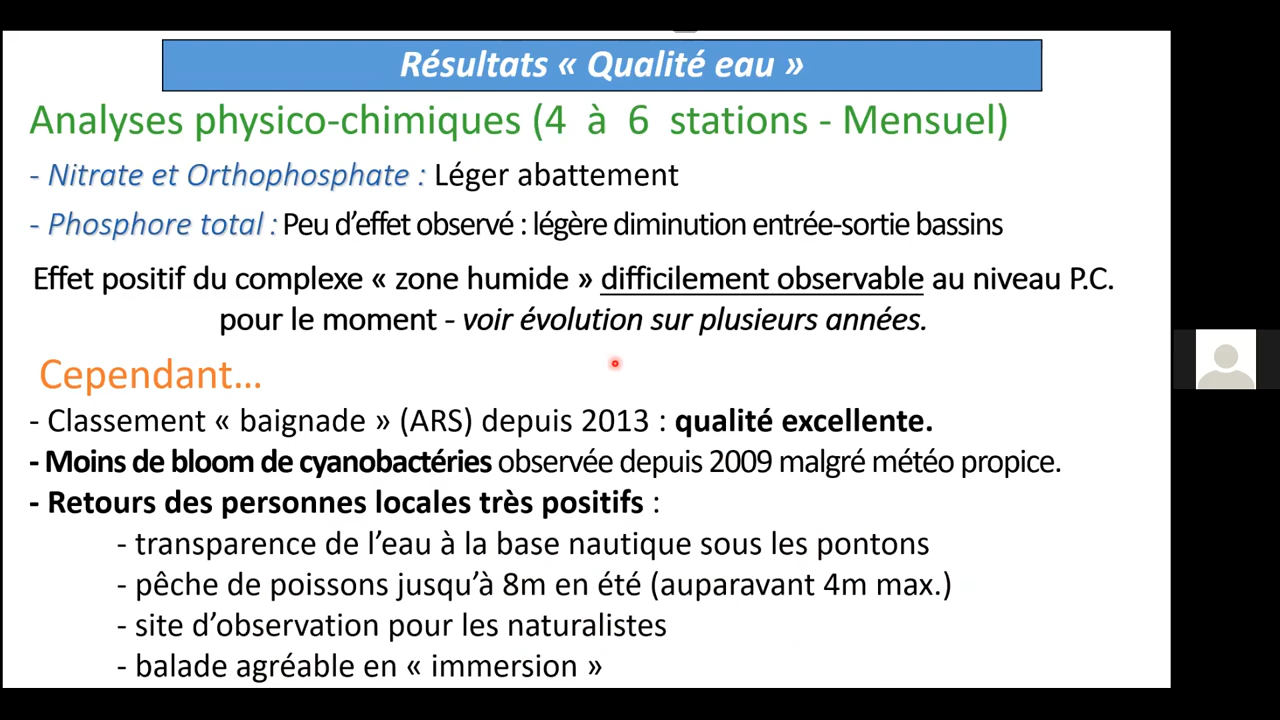 Résultats « Qualité eau »
Analyses physico-chimiques (4 à 6 stations - Mensuel)
- Nitrate et Orthophosphate : Léger abattement
- Phosphore total : Peu d’effet observé : légère diminution entrée-sortie bassins
Effet positif du complexe « zone humide » difficilement observable au niveau P.C.
pour le moment - voir évolution sur plusieurs années.
Cependant…
- Classement « baignade » (ARS) depuis 2013 : qualité excellente.
- Moins de bloom de cyanobactéries observée depuis 2009 malgré météo propice.
- Retours des personnes locales très positifs :
- transparence de l’eau à la base nautique sous les pontons
- pêche de poissons jusqu’à 8m en été (auparavant 4m max.)
- site d’observation pour les naturalistes
- balade agréable en « immersion »